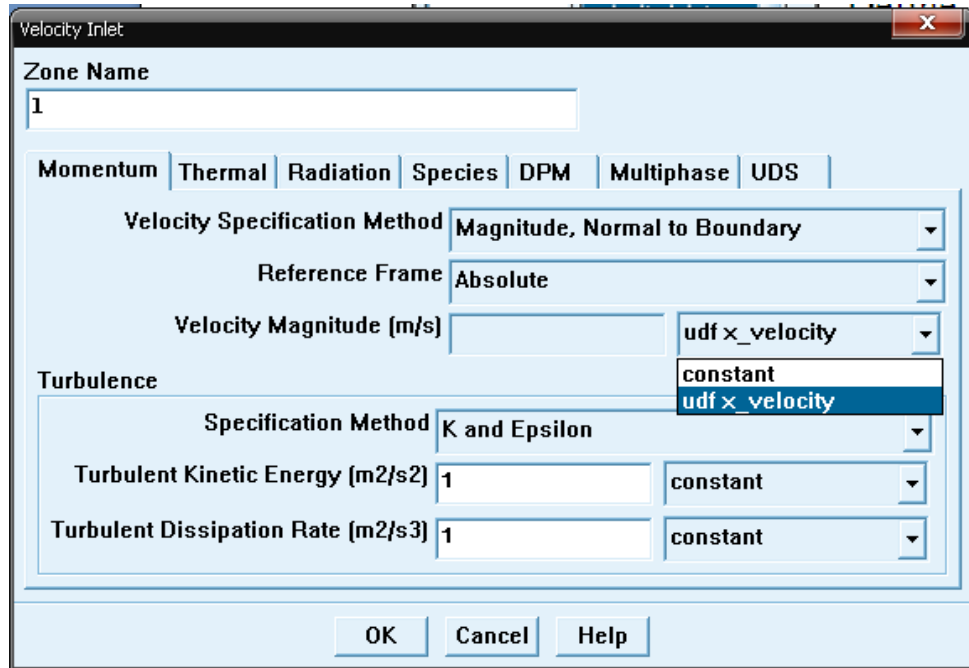 Velocity Inlet
x
Zone Name
1
Momentum Thermal Radiation Species DPM Multiphase UDS
Velocity Specification Method Magnitude, Normal to Boundary
Reference Frame Absolute
Velocity Magnitude (m/s) udf x_velocity
constant
udf x_velocity
Turbulence
Specification Method K and Epsilon
Turbulent Kinetic Energy (m2/s2) 1 constant
Turbulent Dissipation Rate (m2/s3) 1 constant
OK Cancel Help